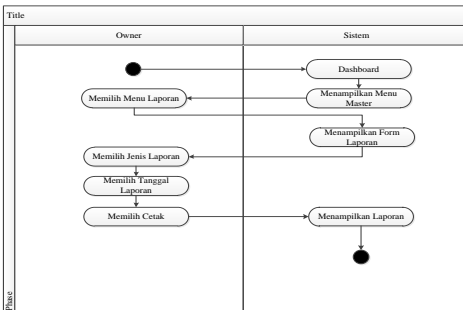 Title
Owner
Sistem
Dashboard
Menampilkan Menu
Master
Memilih Menu Laporan
Menampilkan Form
Laporan
Memilih Jenis Laporan
Memilih Tanggal
Laporan
Memilih Cetak
Menampilkan Laporan
Phase